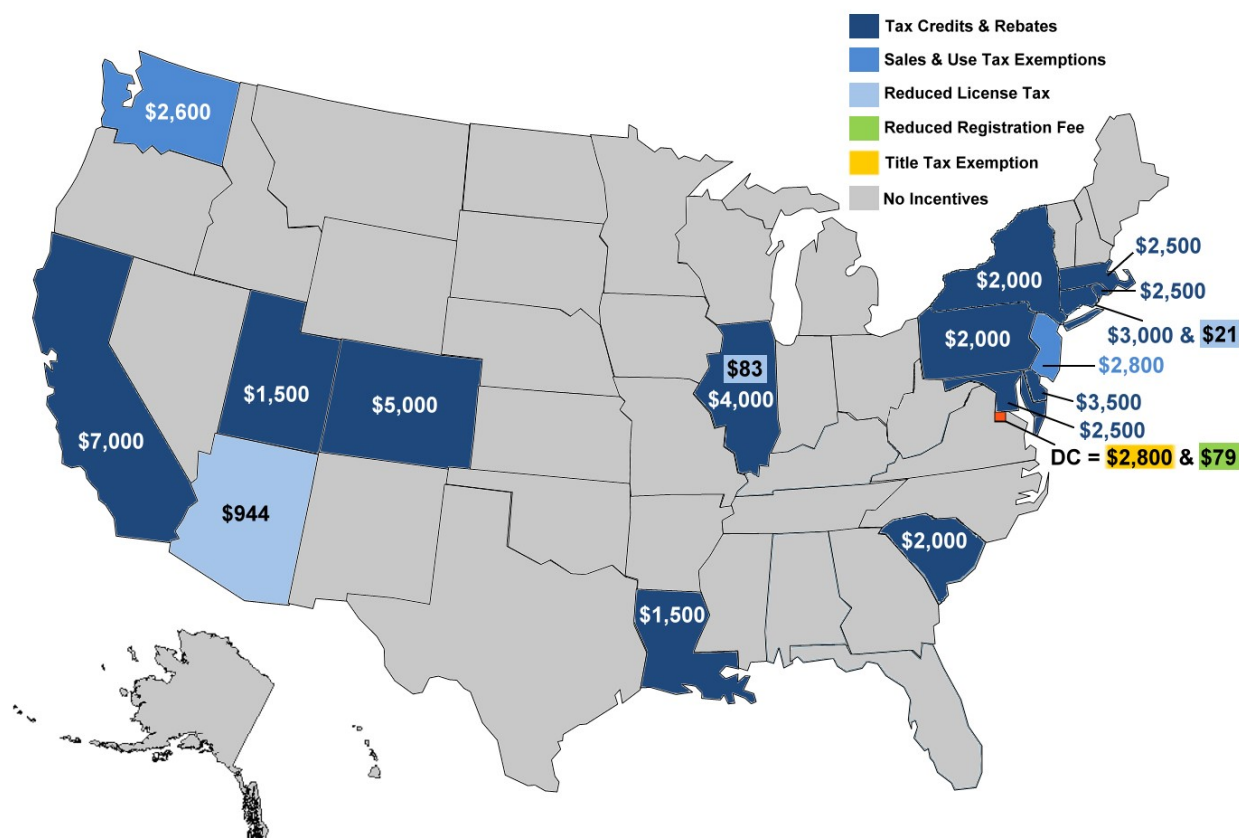 Tax Credits & Rebates
Sales & Use Tax Exemptions
Reduced License Tax
Reduced Registration Fee
Title Tax Exemption
No Incentives
$2,600
$2,500
$2,000
$2,500
$3,000 & $21
$2,000
$2,800
$83
$4,000
$1,500
$5,000
$3,500
$2,500
$7,000
DC = $2,800 & $79
$944
$2,000
$1,500